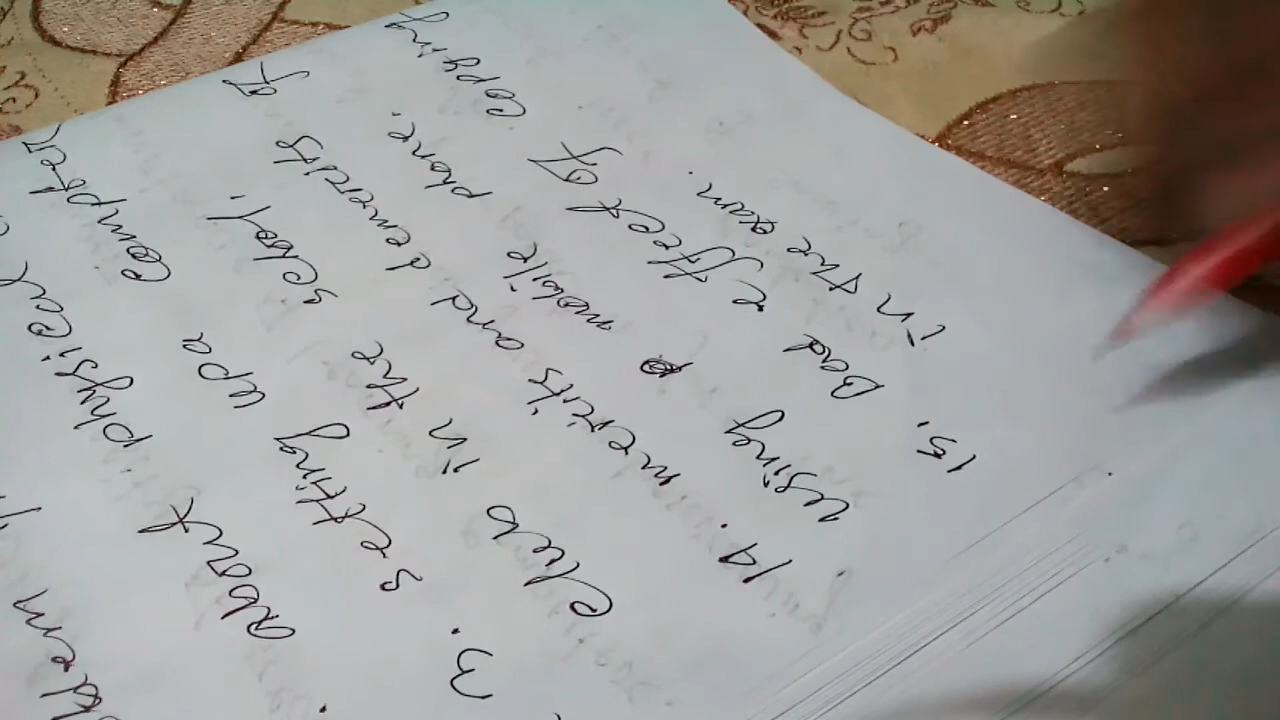 about physical
3. setting up a Computer
club in the school.
14. merits and demerits of
using mobile phone.
15. Bad effect of copying
in the exam.